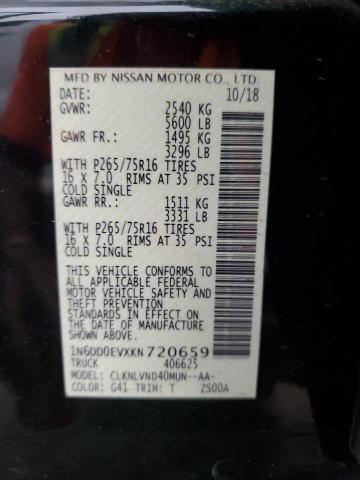 MFD BY NISSAN MOTOR CO., LTD.
DATE: 10/18
GVWR: 2540 KG
5600 LB
GAWR FR.: 1495 KG
3296 LB
WITH P265/75R16 TIRES
16 x 7.0 RIMS AT 35 PSI
COLD SINGLE
GAWR RR.: 1511 KG
3331 LB
WITH P265/75R16 TIRES
16 x 7.0 RIMS AT 35 PSI
COLD SINGLE
THIS VEHICLE CONFORMS TO
ALL APPLICABLE FEDERAL
MOTOR VEHICLE SAFETY AND
THEFT PREVENTION
STANDARDS IN EFFECT ON
THE DATE OF MANUFACTURE
SHOWN ABOVE.
1N6DD0EVXKN720659
TRUCK 406625
MODEL: CLKNLVND40MUN--AA-
COLOR: G41 TRIM: T ZS00A